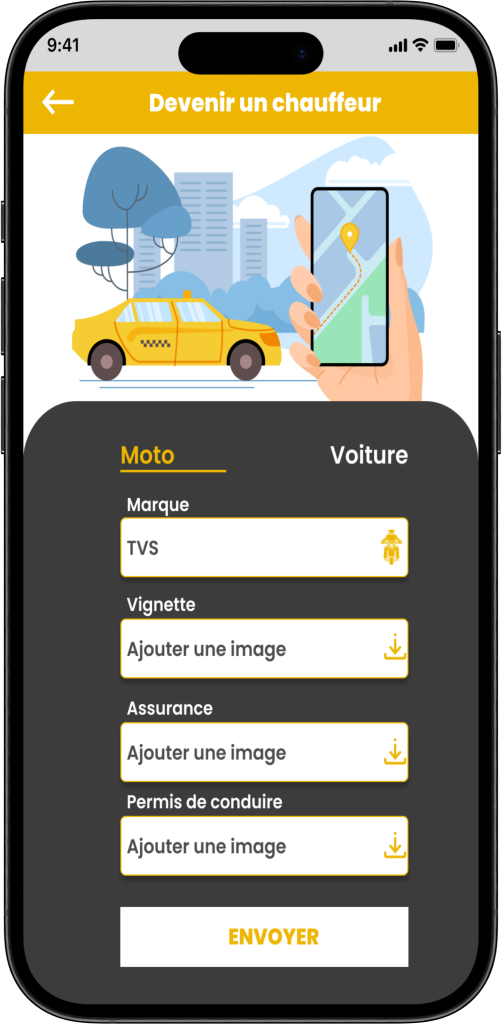 9:41
Devenir un chauffeur
Moto
Voiture
Marque
TVS
Vignette
Ajouter une image
Assurance
Ajouter une image
Permis de conduire
Ajouter une image
ENVOYER